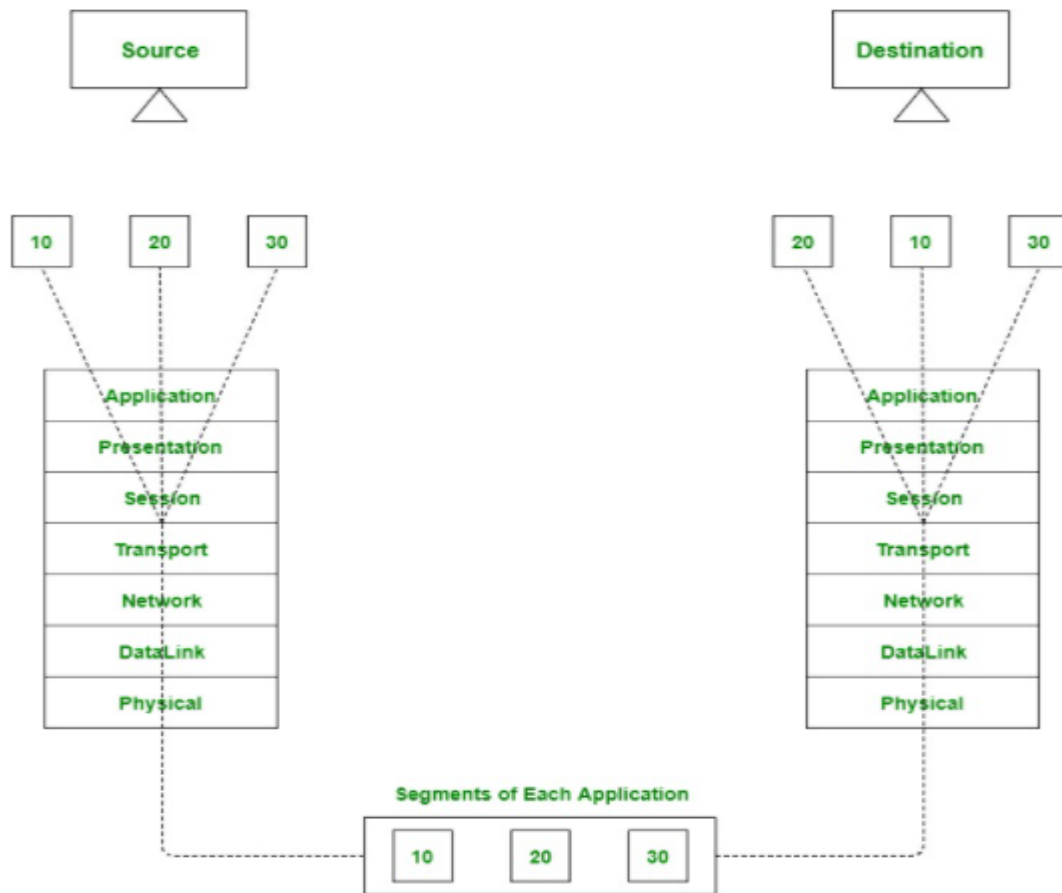 Source
Destination
10 20 30
20 10 30
Application
Presentation
Session
Transport
Network
DataLink
Physical
Application
Presentation
Session
Transport
Network
DataLink
Physical
Segments of Each Application
10 20 30